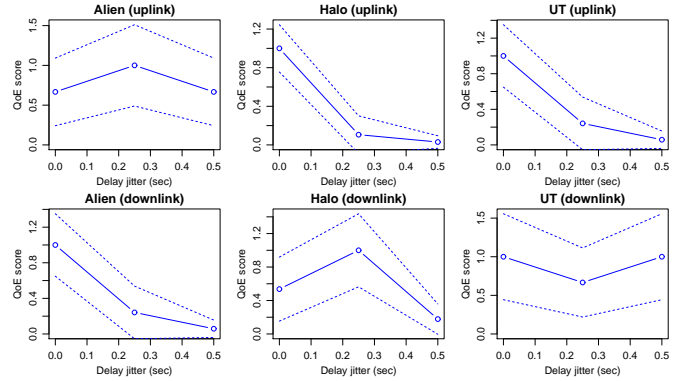 Alien (uplink)
QoE score
0.0 0.5 1.0 1.5
0.0 0.1 0.2 0.3 0.4 0.5
Delay jitter (sec)
Halo (uplink)
QoE score
0.0 0.4 0.8 1.2
0.0 0.1 0.2 0.3 0.4 0.5
Delay jitter (sec)
UT (uplink)
QoE score
0.0 0.4 0.8 1.2
0.0 0.1 0.2 0.3 0.4 0.5
Delay jitter (sec)
Alien (downlink)
QoE score
0.0 0.4 0.8 1.2
0.0 0.1 0.2 0.3 0.4 0.5
Delay jitter (sec)
Halo (downlink)
QoE score
0.0 0.4 0.8 1.2
0.0 0.1 0.2 0.3 0.4 0.5
Delay jitter (sec)
UT (downlink)
QoE score
0.0 0.5 1.0 1.5
0.0 0.1 0.2 0.3 0.4 0.5
Delay jitter (sec)